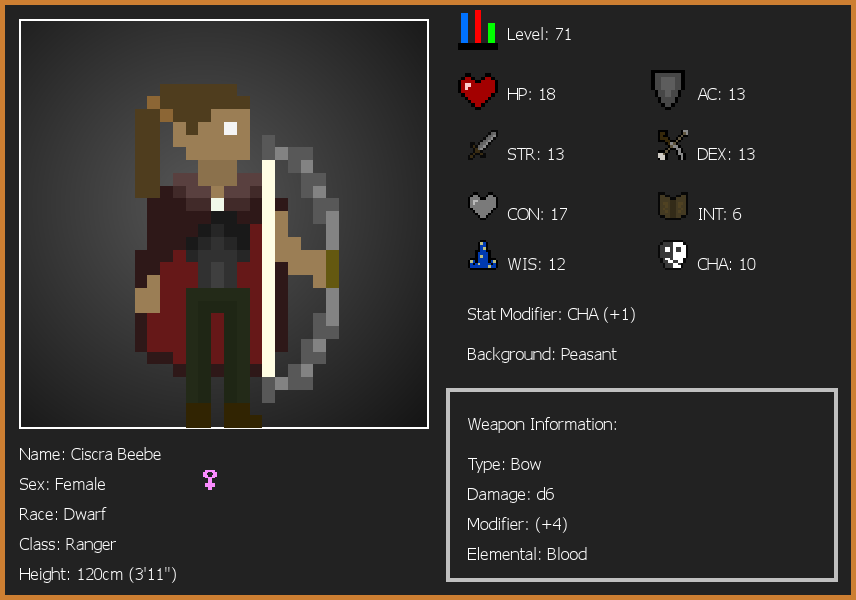 Level: 71
HP: 18
AC: 13
STR: 13
DEX: 13
CON: 17
INT: 6
WIS: 12
CHA: 10
Stat Modifier: CHA (+1)
Background: Peasant
Weapon Information:
Type: Bow
Damage: d6
Modifier: (+4)
Elemental: Blood
Name: Ciscra Beebe
Sex: Female
Race: Dwarf
Class: Ranger
Height: 120cm (3'11")